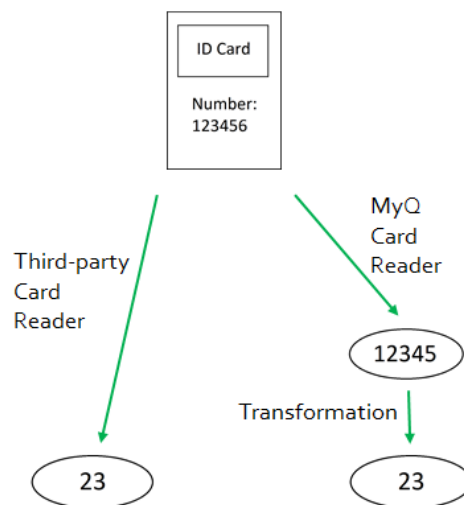 ID Card
Number:
123456
MyQ
Card
Reader
Third-party
Card
Reader
12345
Transformation
23
23